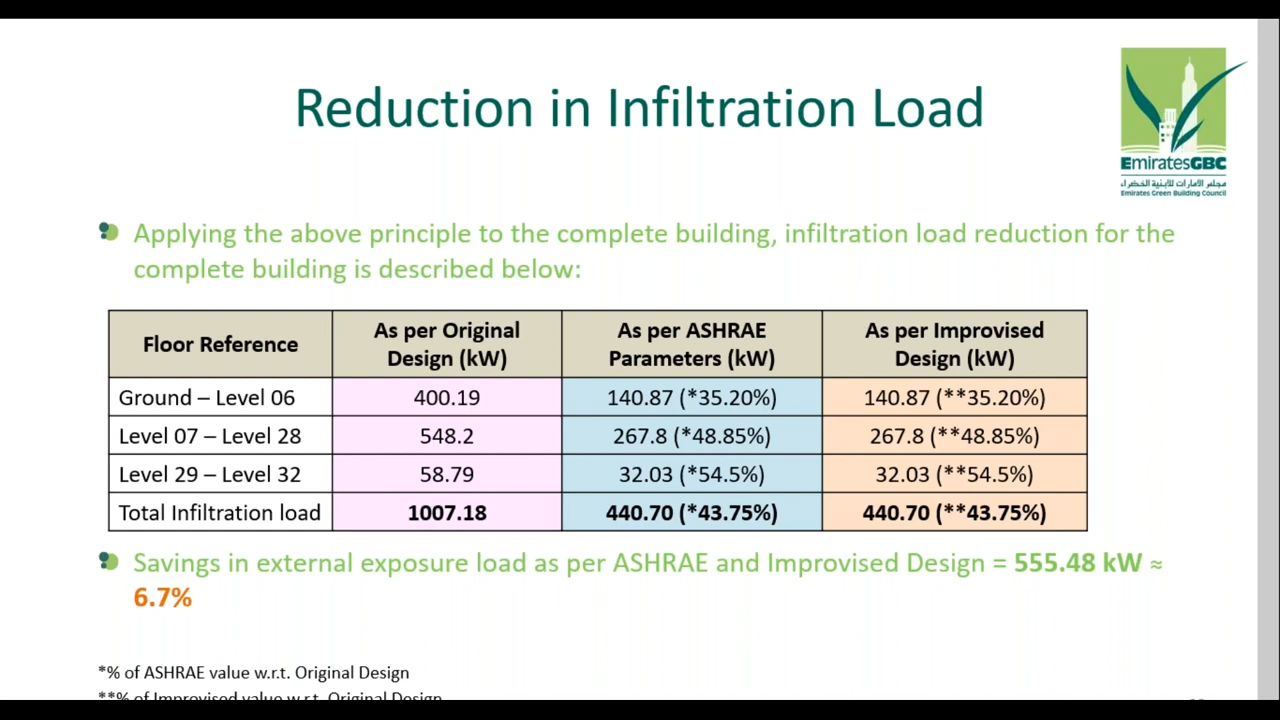 Reduction in Infiltration Load
EmiratesGBC
مجلس الامارات للأبنية الخضراء
Emirates Green Building Council
Applying the above principle to the complete building, infiltration load reduction for the
complete building is described below:
Floor Reference
As per Original Design (kW)
As per ASHRAE Parameters (kW)
As per Improvised Design (kW)
Ground – Level 06 400.19 140.87 (*35.20%) 140.87 (**35.20%)
Level 07 – Level 28 548.2 267.8 (*48.85%) 267.8 (**48.85%)
Level 29 – Level 32 58.79 32.03 (*54.5%) 32.03 (**54.5%)
Total Infiltration load 1007.18 440.70 (*43.75%) 440.70 (**43.75%)
Savings in external exposure load as per ASHRAE and Improvised Design = 555.48 kW ≈
6.7%
*% of ASHRAE value w.r.t. Original Design
**% of Improvised value w.r.t. Original Design